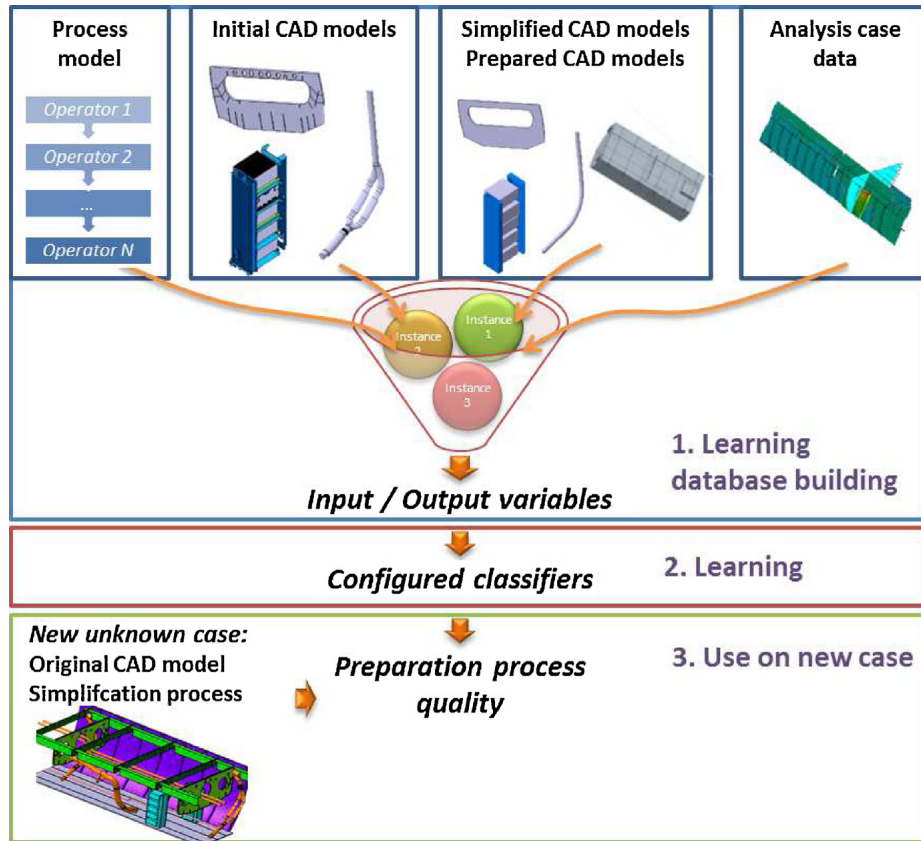 Process
model
Initial CAD models
Simplified CAD models
Prepared CAD models
Analysis case
data
Operator 1
Operator 2
...
Operator N
Instance
1
Instance
2
Instance
3
1. Learning
database building
Input / Output variables
Configured classifiers
2. Learning
New unknown case:
Original CAD model
Simplifcation process
Preparation process
quality
3. Use on new case